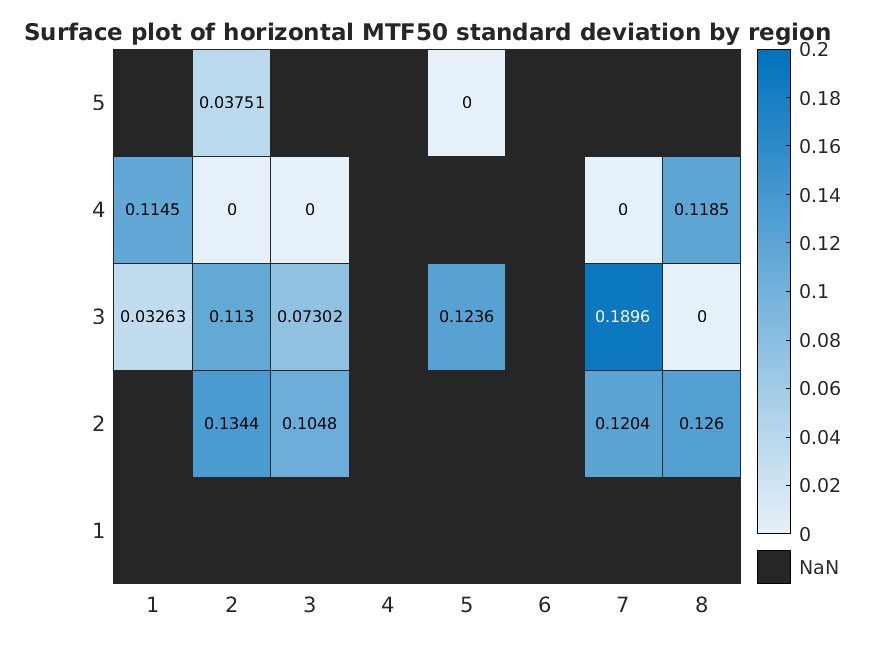 Surface plot of horizontal MTF50 standard deviation by region
5 0.03751 0
4 0.1145 0 0 0 0.1185
3 0.03263 0.113 0.07302 0.1236 0.1896 0
2 0.1344 0.1048 0.1204 0.126
1
1 2 3 4 5 6 7 8
0.2
0.18
0.16
0.14
0.12
0.1
0.08
0.06
0.04
0.02
0
NaN